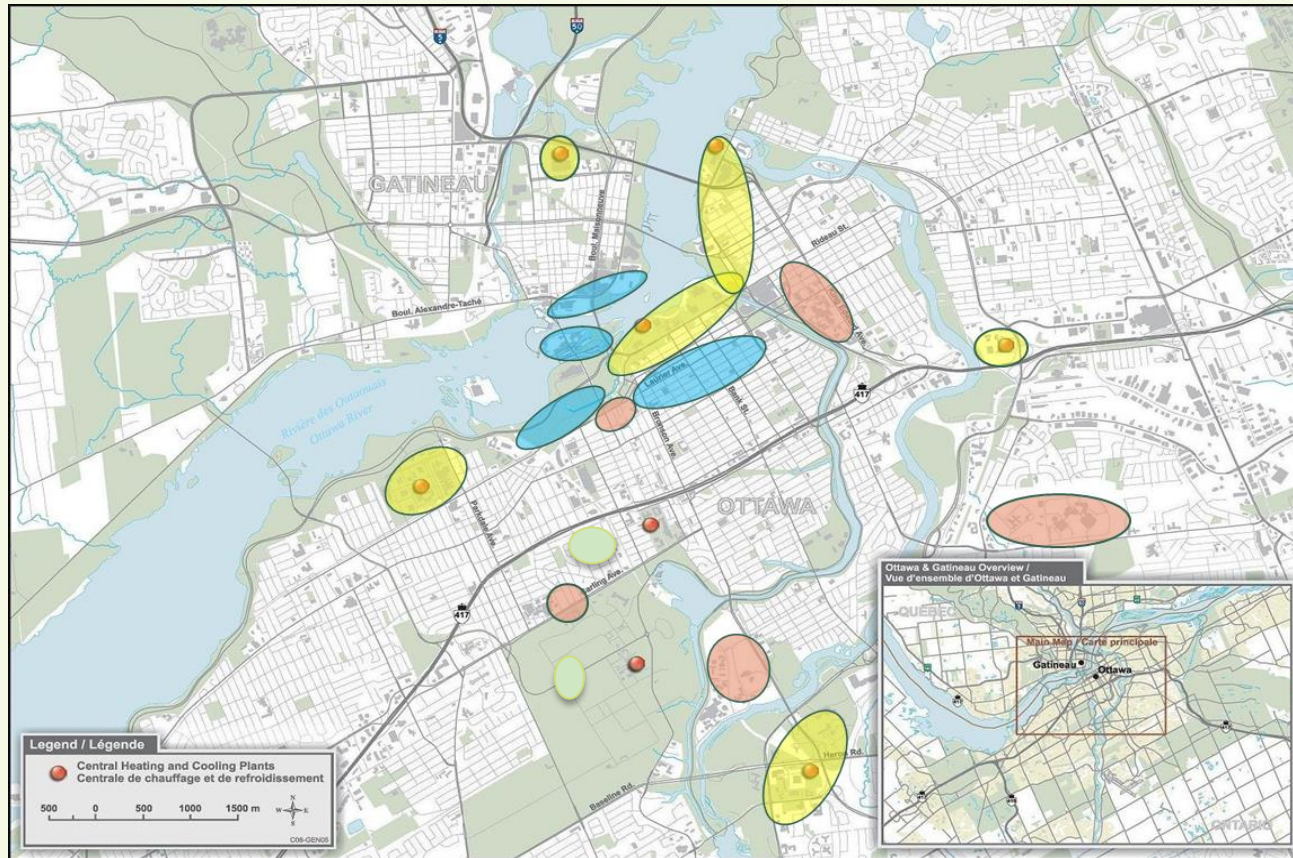 5
50
GATINEAU
Boul. Maisonneuve
Rideau St.
Boul. Alexandre-Taché
Laurier Ave.
Bank St.
417
Rivière des Outaouais
Ottawa River
Bronson Ave.
Parkdale Ave.
OTTAWA
417
Heron Rd.
Baseline Rd.
Ottawa & Gatineau Overview /
Vue d'ensemble d'Ottawa et Gatineau
QUÉBEC
Main Map / Carte principale
Gatineau
Ottawa
ONTARIO
Legend / Légende
Central Heating and Cooling Plants
Centrale de chauffage et de refroidissement
500 0 500 1000 1500 m
N
W E
S
C08-GEN05